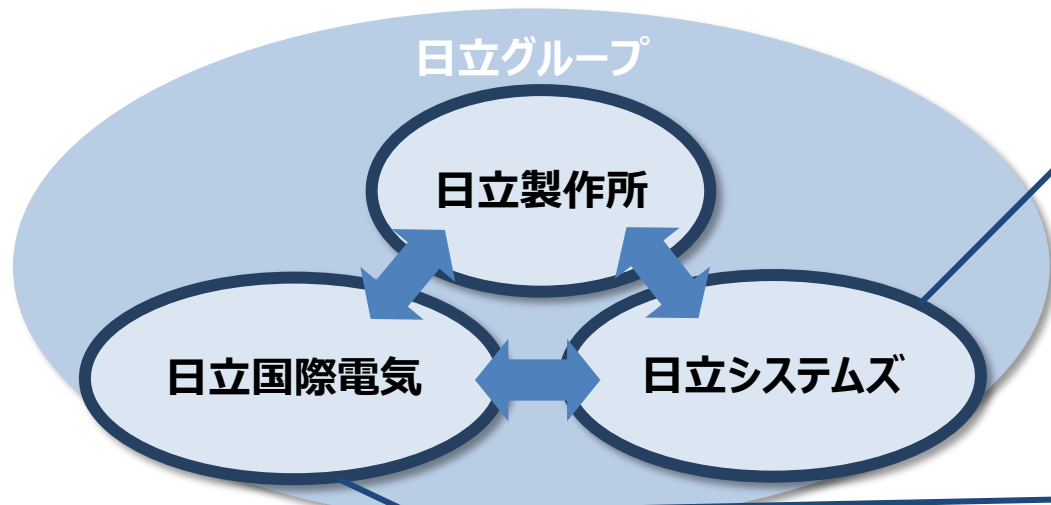 日立グループ
日立製作所
日立国際電気
日立システムズ